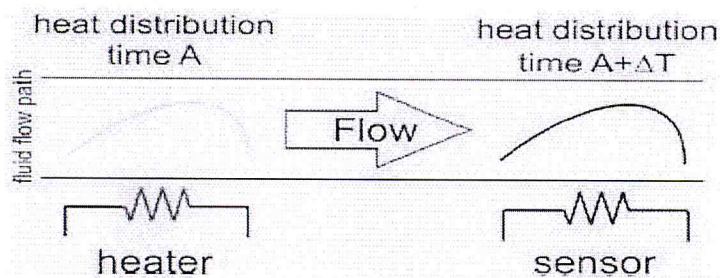 heat distribution
time A
heat distribution
time A+ΔT
fluid flow path
Flow
heater
sensor